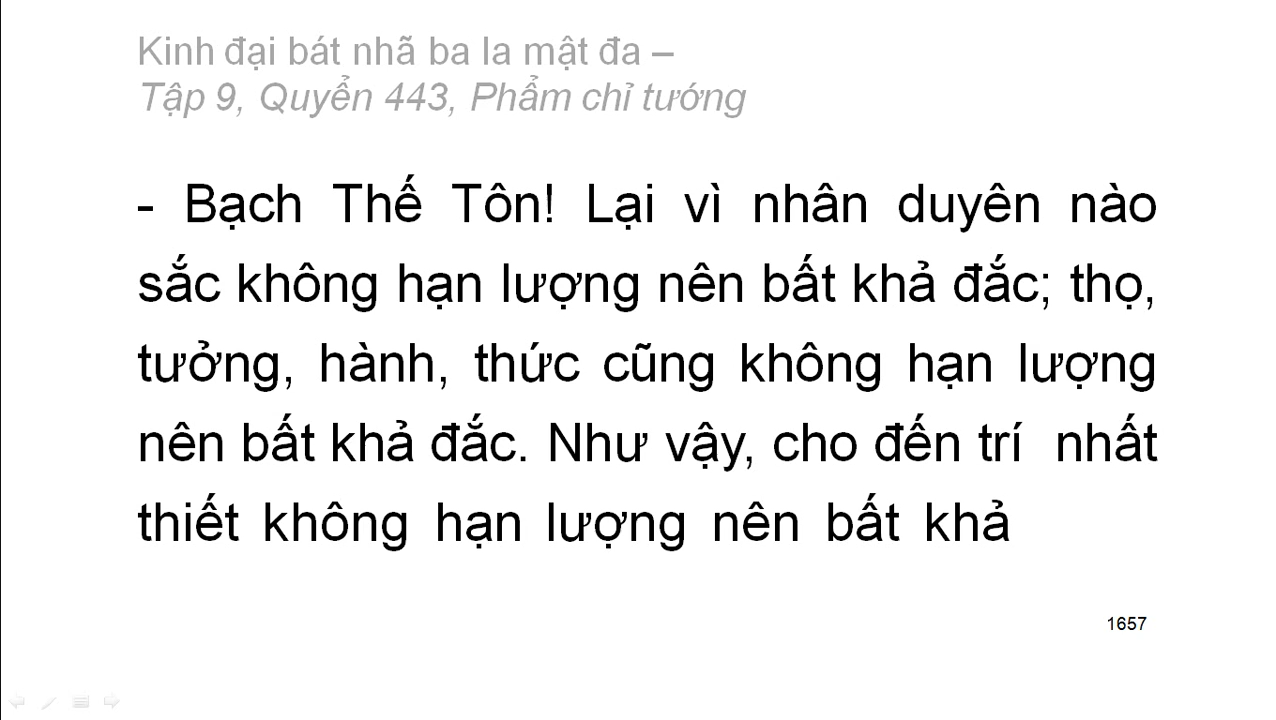 Kinh đại bát nhã ba la mật đa –
Tập 9, Quyển 443, Phẩm chỉ tướng
- Bạch Thế Tôn! Lại vì nhân duyên nào
sắc không hạn lượng nên bất khả đắc; thọ,
tưởng, hành, thức cũng không hạn lượng
nên bất khả đắc. Như vậy, cho đến trí nhất
thiết không hạn lượng nên bất khả
1657